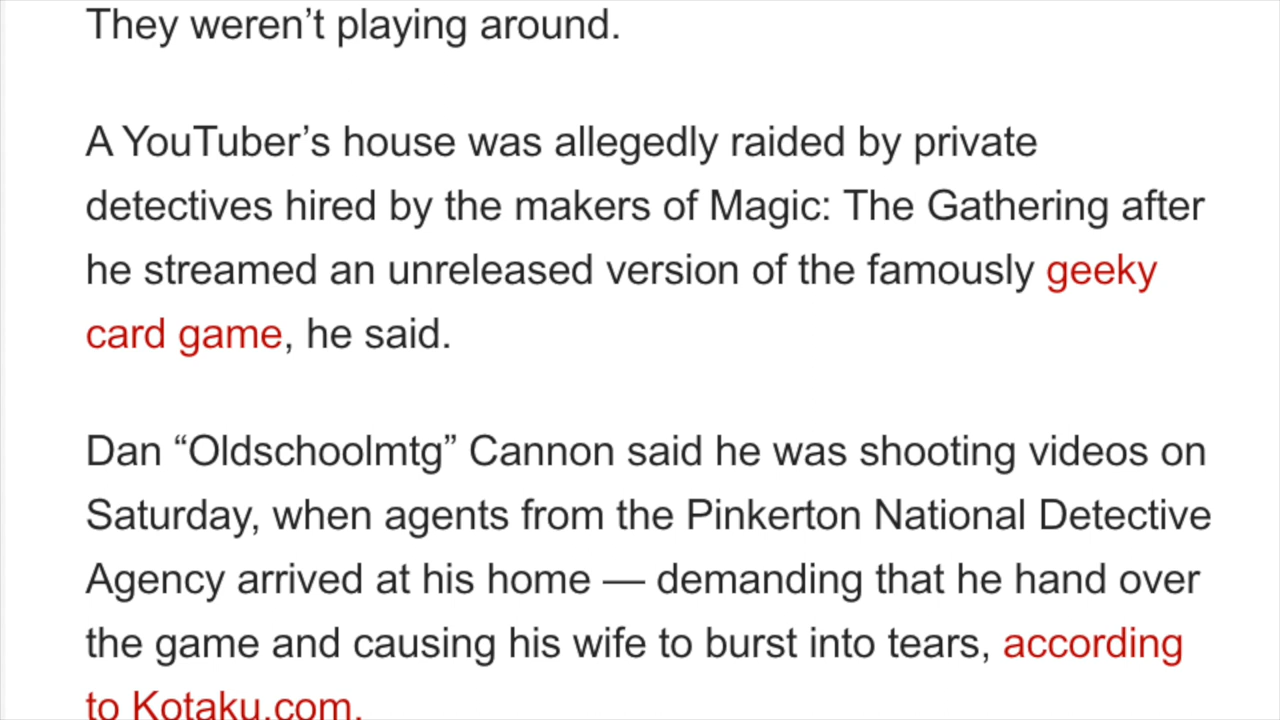 They weren’t playing around.
A YouTuber’s house was allegedly raided by private
detectives hired by the makers of Magic: The Gathering after
he streamed an unreleased version of the famously geeky
card game, he said.
Dan “Oldschoolmtg” Cannon said he was shooting videos on
Saturday, when agents from the Pinkerton National Detective
Agency arrived at his home — demanding that he hand over
the game and causing his wife to burst into tears, according
to Kotaku.com.